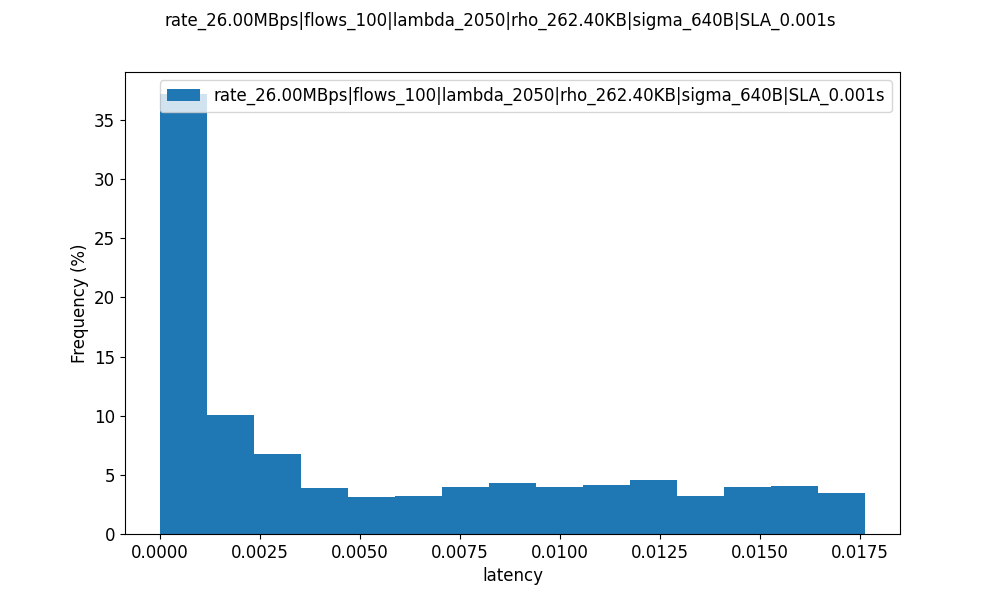 rate_26.00MBps|flows_100|lambda_2050|rho_262.40KB|sigma_640B|SLA_0.001s
rate_26.00MBps|flows_100|lambda_2050|rho_262.40KB|sigma_640B|SLA_0.001s
Frequency (%)
35
30
25
20
15
10
5
0
0.0000 0.0025 0.0050 0.0075 0.0100 0.0125 0.0150 0.0175
latency